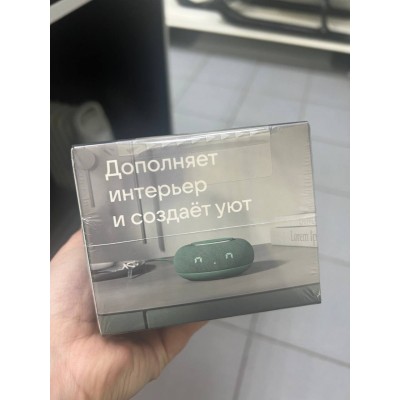 Дополняет
интерьер
и создаёт уют